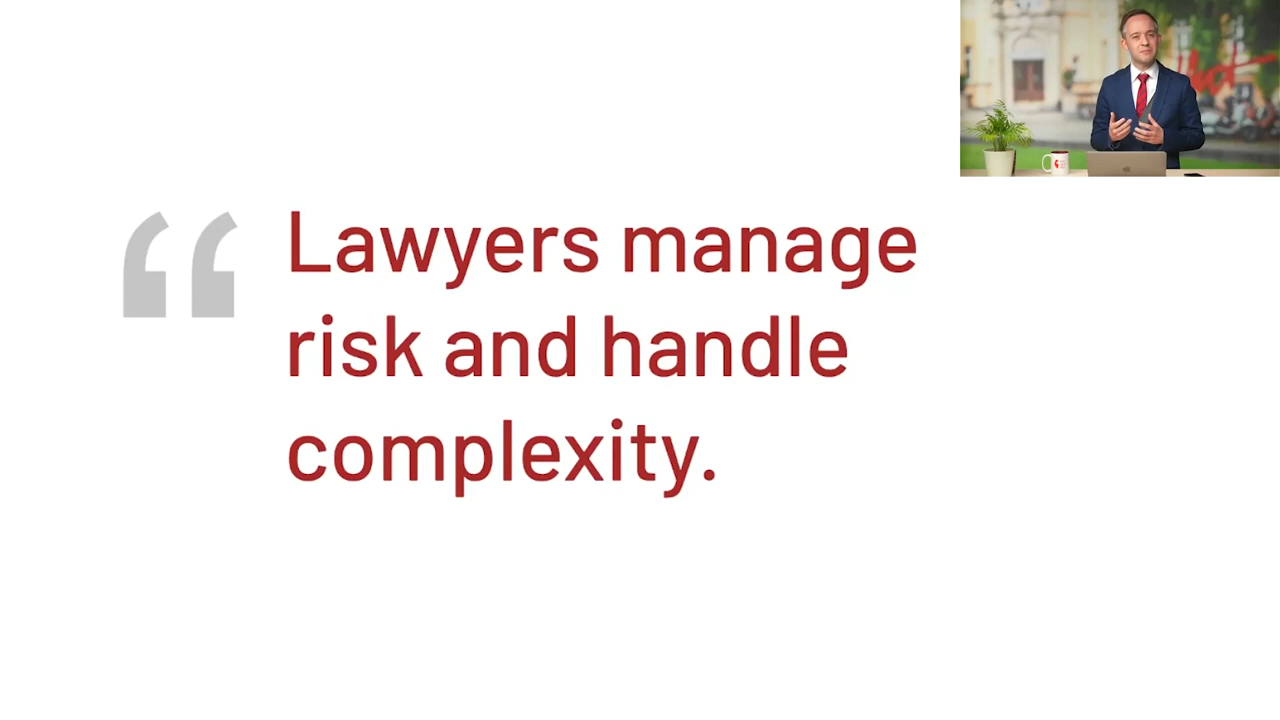 “
Lawyers manage
risk and handle
complexity.